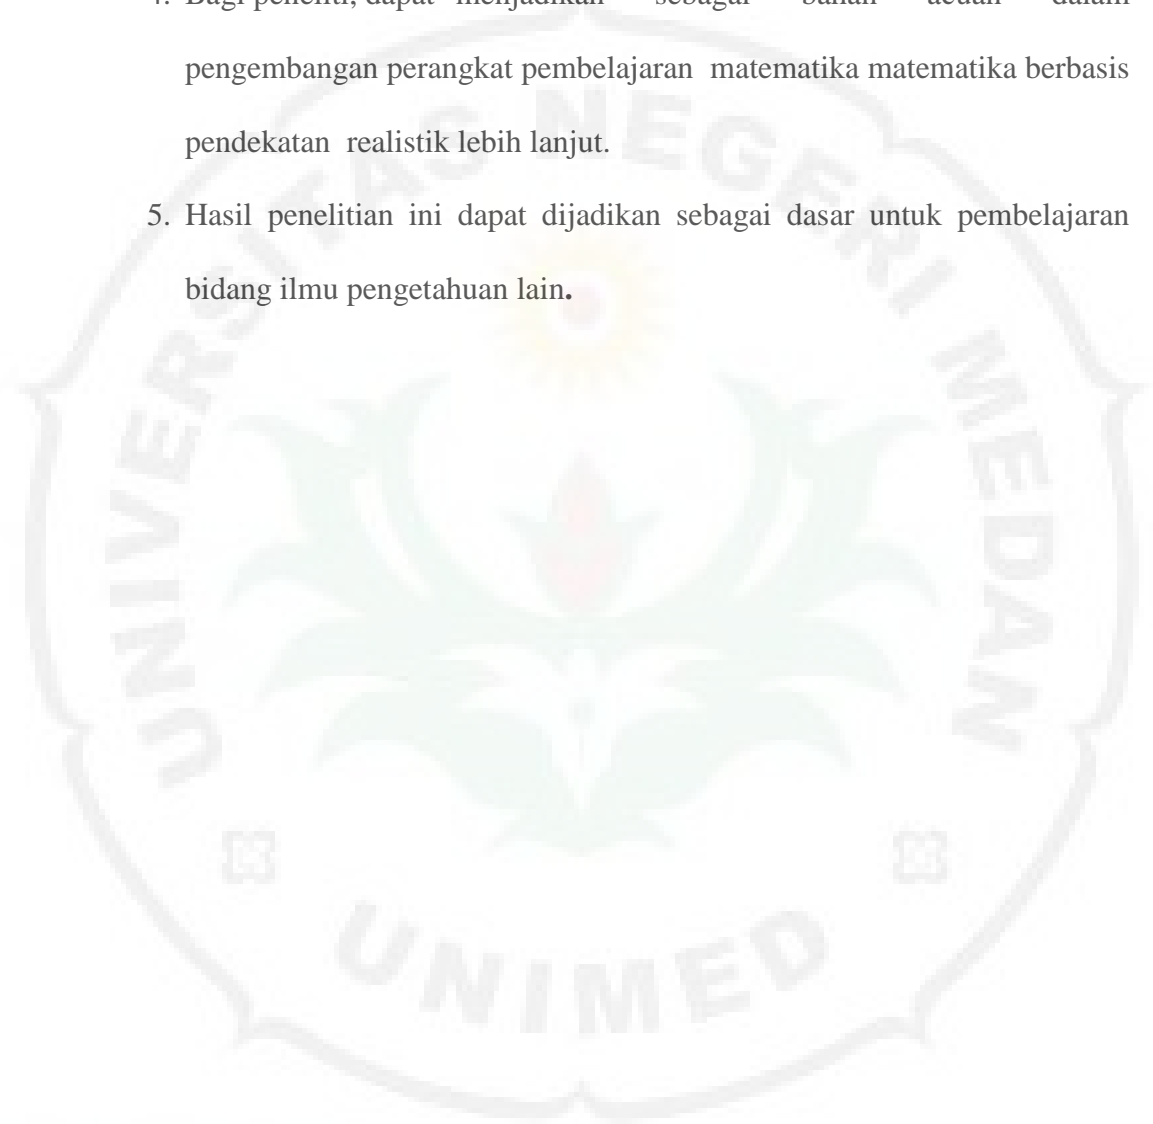 4. Bagi peneliti, dapat menjadikan sebagai bahan acuan dalam
pengembangan perangkat pembelajaran matematika matematika berbasis
pendekatan realistik lebih lanjut.
5. Hasil penelitian ini dapat dijadikan sebagai dasar untuk pembelajaran
bidang ilmu pengetahuan lain.
UNIVERSITAS NEGERI MEDAN
UNIMED